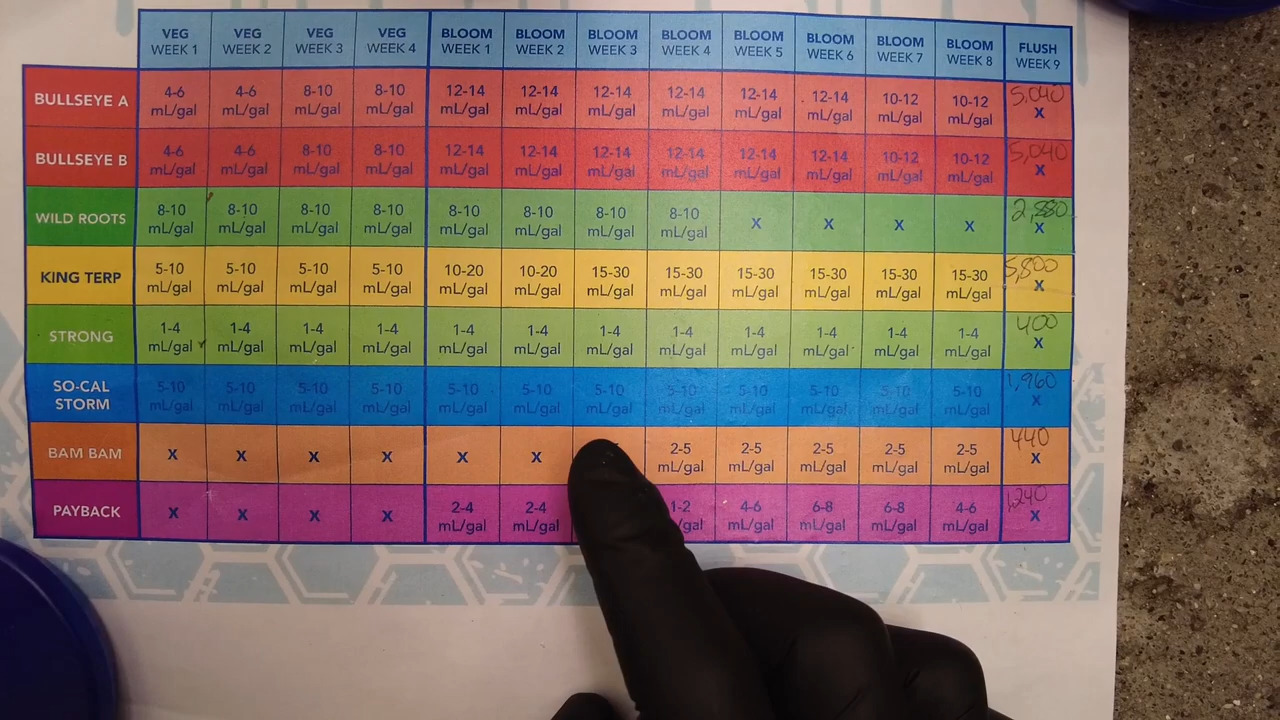 VEG WEEK 1 VEG WEEK 2 VEG WEEK 3 VEG WEEK 4 BLOOM WEEK 1 BLOOM WEEK 2 BLOOM WEEK 3 BLOOM WEEK 4 BLOOM WEEK 5 BLOOM WEEK 6 BLOOM WEEK 7 BLOOM WEEK 8 FLUSH WEEK 9
BULLSEYE A 4-6 mL/gal 4-6 mL/gal 8-10 mL/gal 8-10 mL/gal 12-14 mL/gal 12-14 mL/gal 12-14 mL/gal 12-14 mL/gal 12-14 mL/gal 12-14 mL/gal 10-12 mL/gal 10-12 mL/gal 5,040 X
BULLSEYE B 4-6 mL/gal 4-6 mL/gal 8-10 mL/gal 8-10 mL/gal 12-14 mL/gal 12-14 mL/gal 12-14 mL/gal 12-14 mL/gal 12-14 mL/gal 12-14 mL/gal 10-12 mL/gal 10-12 mL/gal 5,040 X
WILD ROOTS 8-10 mL/gal 8-10 mL/gal 8-10 mL/gal 8-10 mL/gal 8-10 mL/gal 8-10 mL/gal 8-10 mL/gal 8-10 mL/gal X X X X 2,880 X
KING TERP 5-10 mL/gal 5-10 mL/gal 5-10 mL/gal 5-10 mL/gal 10-20 mL/gal 10-20 mL/gal 15-30 mL/gal 15-30 mL/gal 15-30 mL/gal 15-30 mL/gal 15-30 mL/gal 15-30 mL/gal 5,800 X
STRONG 1-4 mL/gal 1-4 mL/gal 1-4 mL/gal 1-4 mL/gal 1-4 mL/gal 1-4 mL/gal 1-4 mL/gal 1-4 mL/gal 1-4 mL/gal 1-4 mL/gal 1-4 mL/gal 1-4 mL/gal 400 X
SO-CAL STORM 5-10 mL/gal 5-10 mL/gal 5-10 mL/gal 5-10 mL/gal 5-10 mL/gal 5-10 mL/gal 5-10 mL/gal 5-10 mL/gal 5-10 mL/gal 5-10 mL/gal 5-10 mL/gal 5-10 mL/gal 1,960 X
BAM BAM X X X X X X 2-5 mL/gal 2-5 mL/gal 2-5 mL/gal 2-5 mL/gal 2-5 mL/gal 440 X
PAYBACK X X X X 2-4 mL/gal 2-4 mL/gal 1-2 /gal 4-6 mL/gal 6-8 mL/gal 6-8 mL/gal 4-6 mL/gal 1,240 X